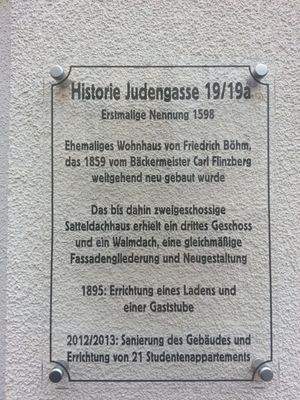 Historie Judengasse 19/19a
Erstmalige Nennung 1598
Ehemaliges Wohnhaus von Friedrich Böhm,
das 1859 vom Bäckermeister Carl Flinzberg
weitgehend neu gebaut wurde
Das bis dahin zweigeschossige
Satteldachhaus erhielt ein drittes Geschoss
und ein Walmdach, eine gleichmäßige
Fassadengliederung und Neugestaltung
1895: Errichtung eines Ladens und
einer Gaststube
2012/2013: Sanierung des Gebäudes und
Errichtung von 21 Studentenappartements